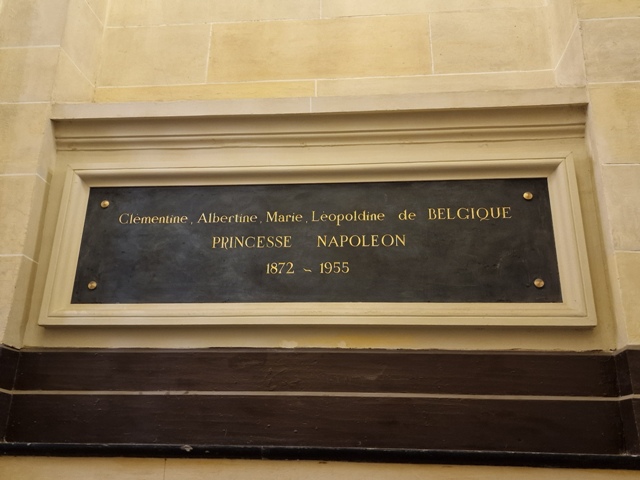 Clémentine, Albertine, Marie, Léopoldine de BELGIQUE
PRINCESSE NAPOLEON
1872 - 1955